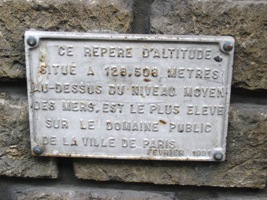 CE REPERE D'ALTITUDE
SITUÉ A 128,508 METRES
AU-DESSUS DU NIVEAU MOYEN
DES MERS, EST LE PLUS ELEVE
SUR LE DOMAINE PUBLIC
DE LA VILLE DE PARIS
FEVRIER